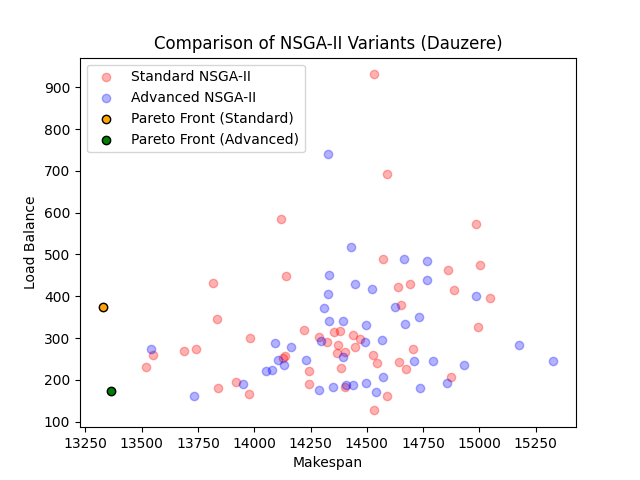 Comparison of NSGA-II Variants (Dauzere)
Standard NSGA-II
Advanced NSGA-II
Pareto Front (Standard)
Pareto Front (Advanced)
900
800
700
600
500
400
300
200
100
Load Balance
13250 13500 13750 14000 14250 14500 14750 15000 15250
Makespan